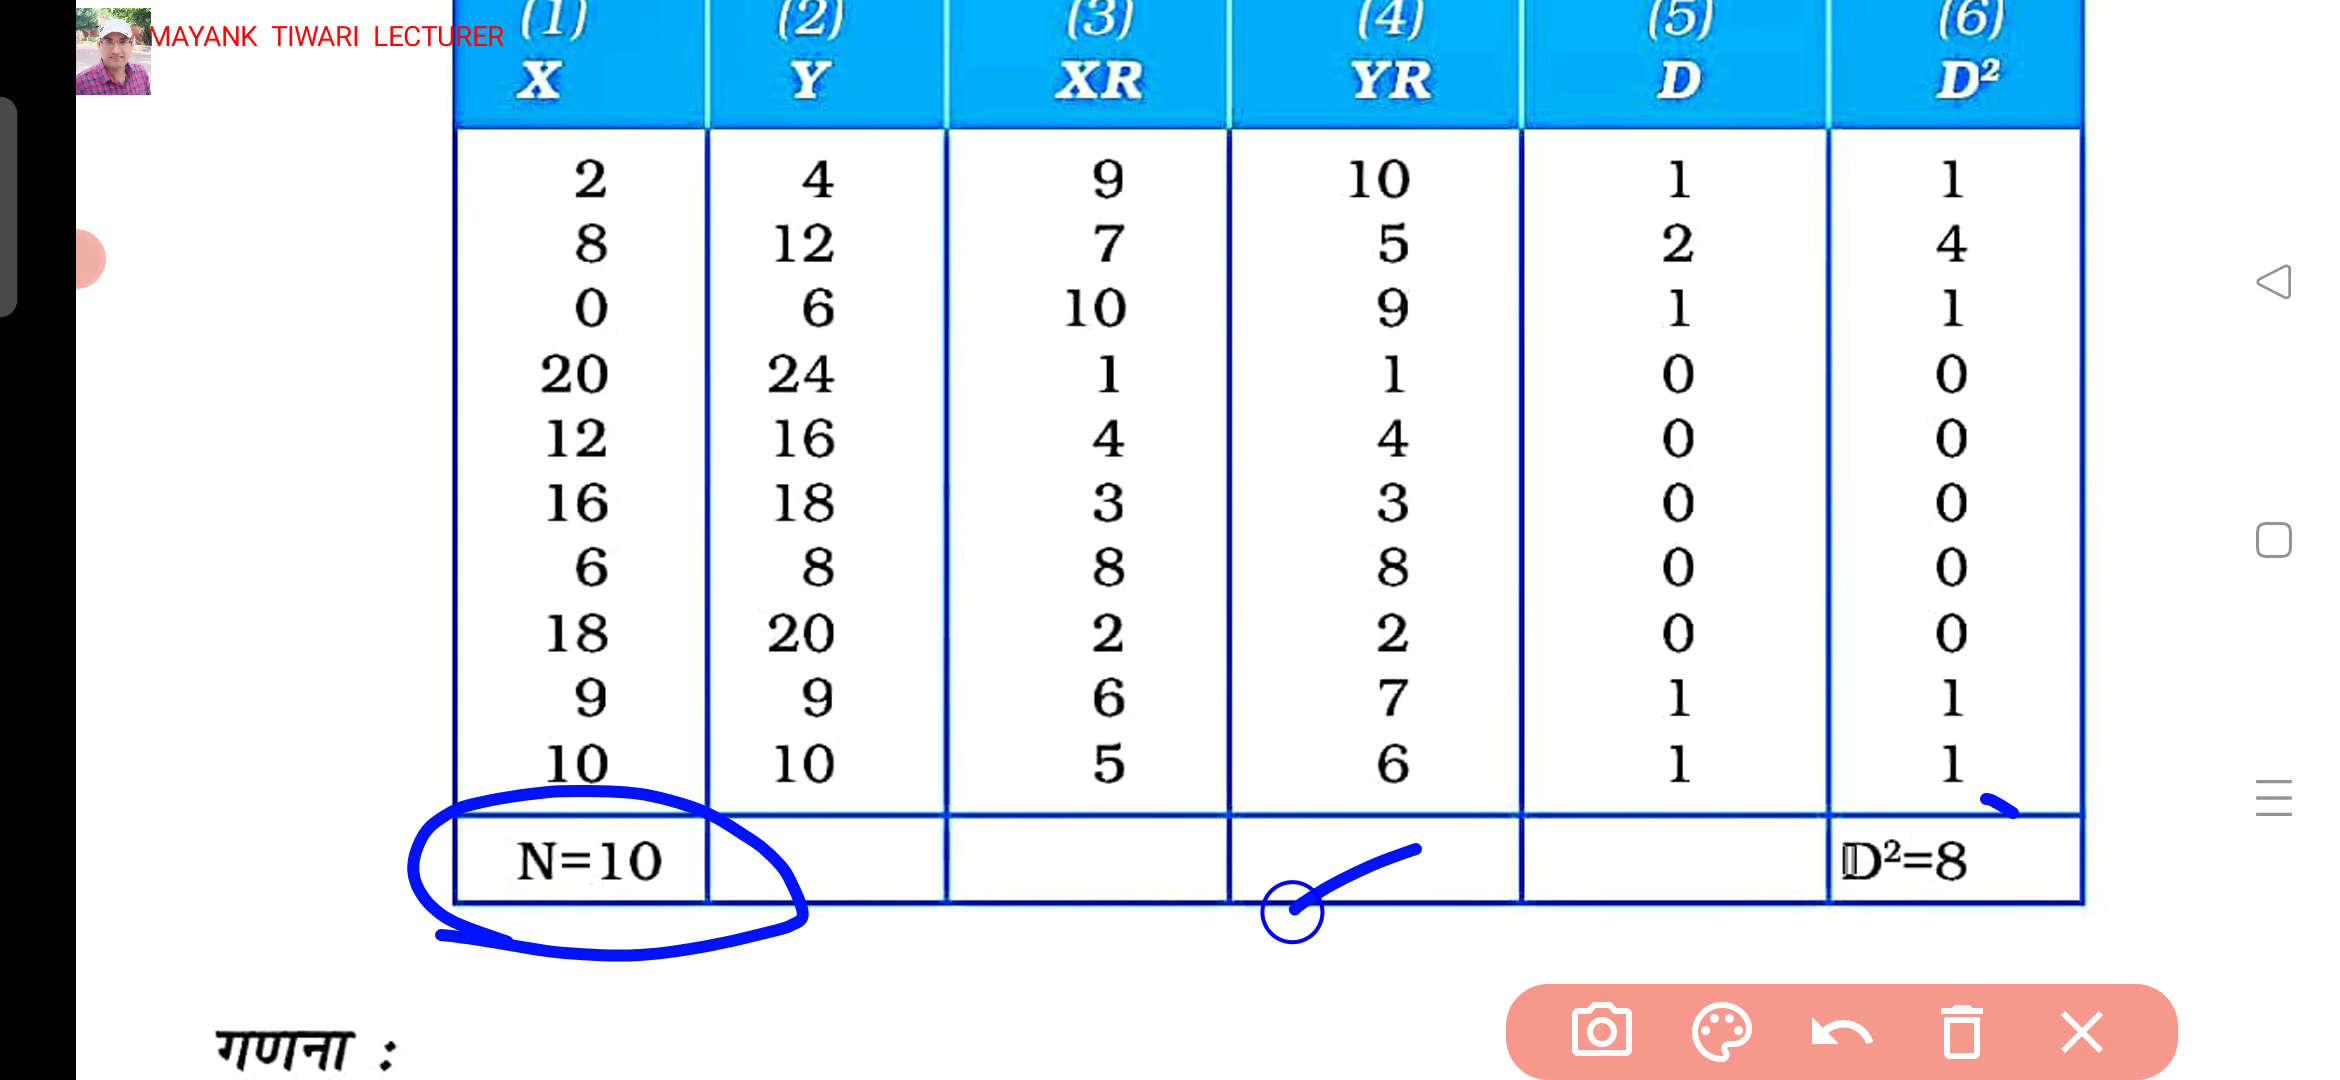 MAYANK TIWARI LECTURER
(1) (2) (3) (4) (5) (6)
X Y XR YR D D²
2 4 9 10 1 1
8 12 7 5 2 4
0 6 10 9 1 1
20 24 1 1 0 0
12 16 4 4 0 0
16 18 3 3 0 0
6 8 8 8 0 0
18 20 2 2 0 0
9 9 6 7 1 1
10 10 5 6 1 1
N=10 D²=8
गणना :